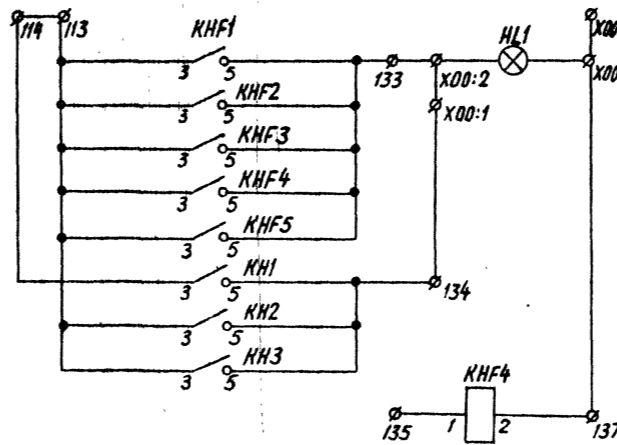 114 113 KHF1 HL1 X00
3 5 133 X00:2 X00
KHF2
3 5 X00:1
KHF3
3 5
KHF4
3 5
KHF5
3 5
KH1
3 5 134
KH2
3 5
KH3
3 5 KHF4
135 1 2 137